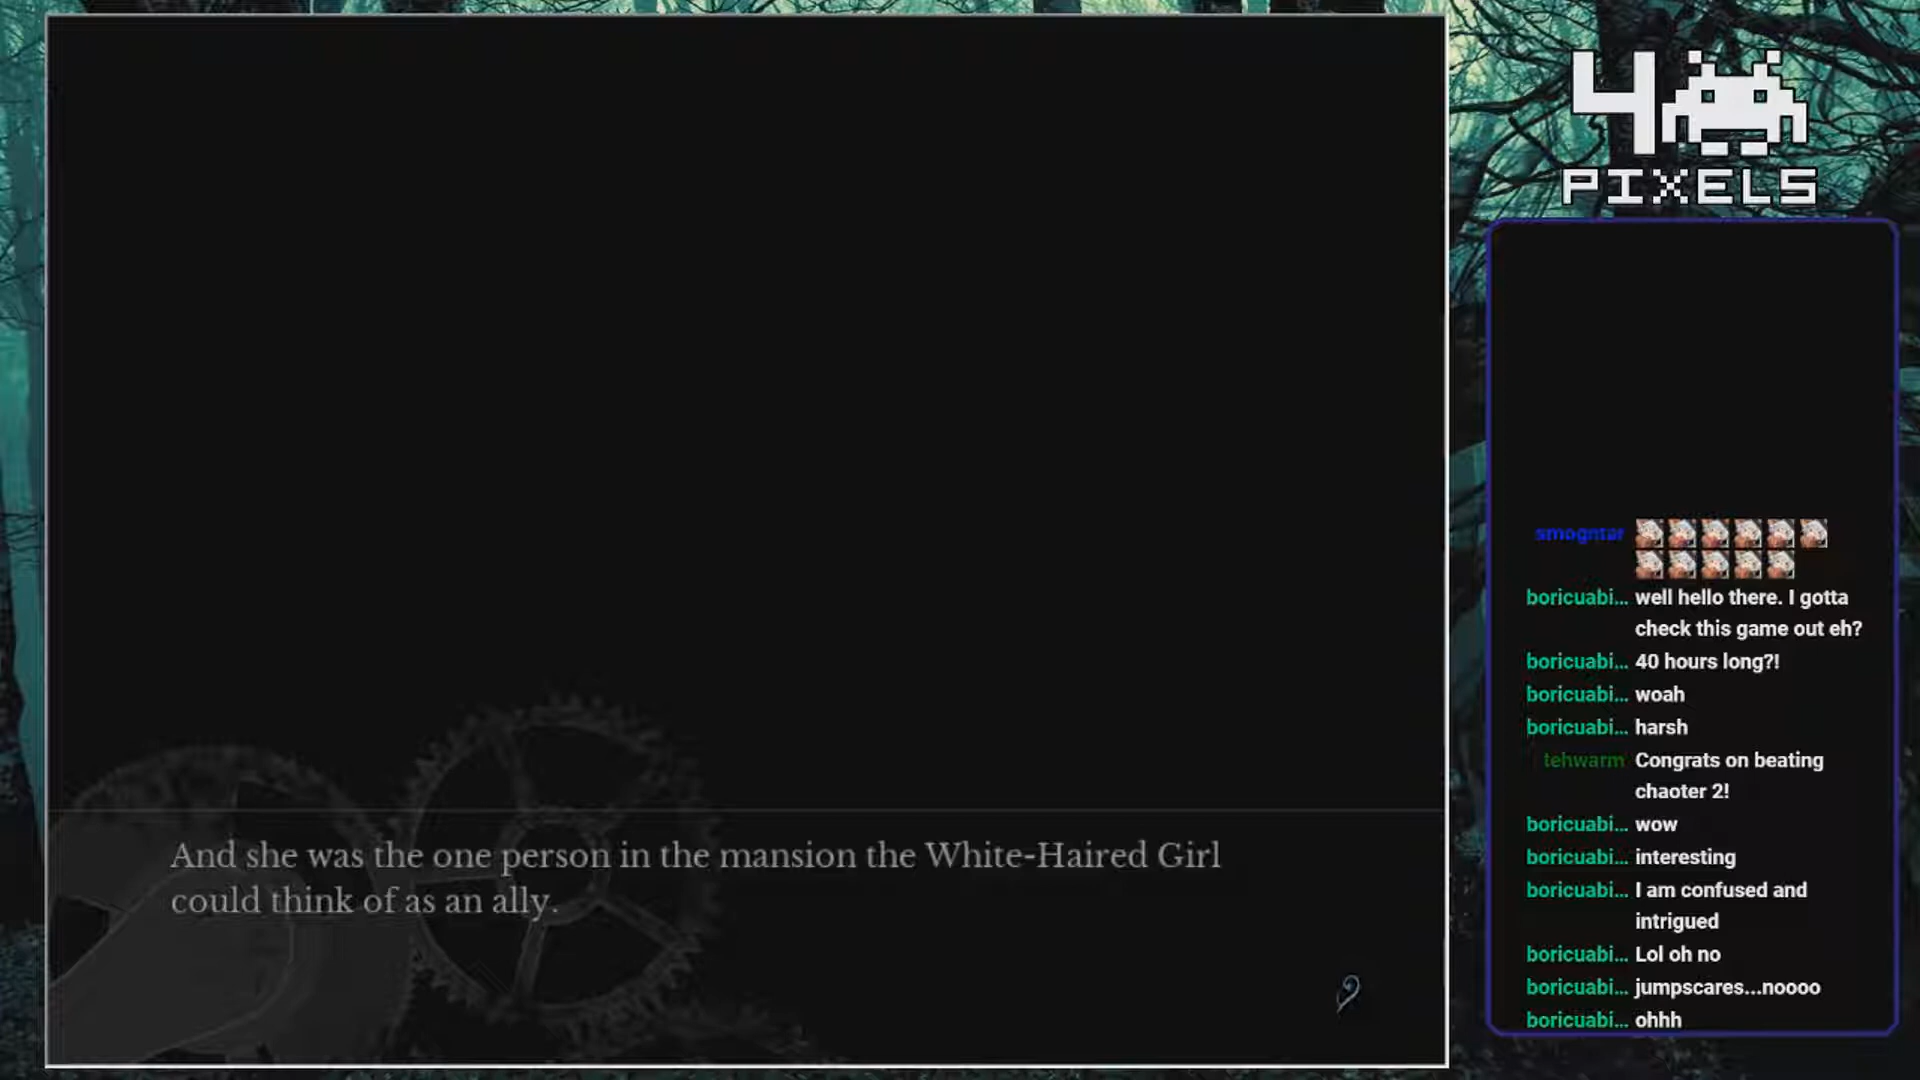 And she was the one person in the mansion the White-Haired Girl
could think of as an ally.
4
PIXELS
smogntar
boricuabi... well hello there. I gotta
check this game out eh?
boricuabi... 40 hours long?!
boricuabi... woah
boricuabi... harsh
tehwarm Congrats on beating
chaoter 2!
boricuabi... wow
boricuabi... interesting
boricuabi... I am confused and
intrigued
boricuabi... Lol oh no
boricuabi... jumpscares...noooo
boricuabi... ohhh